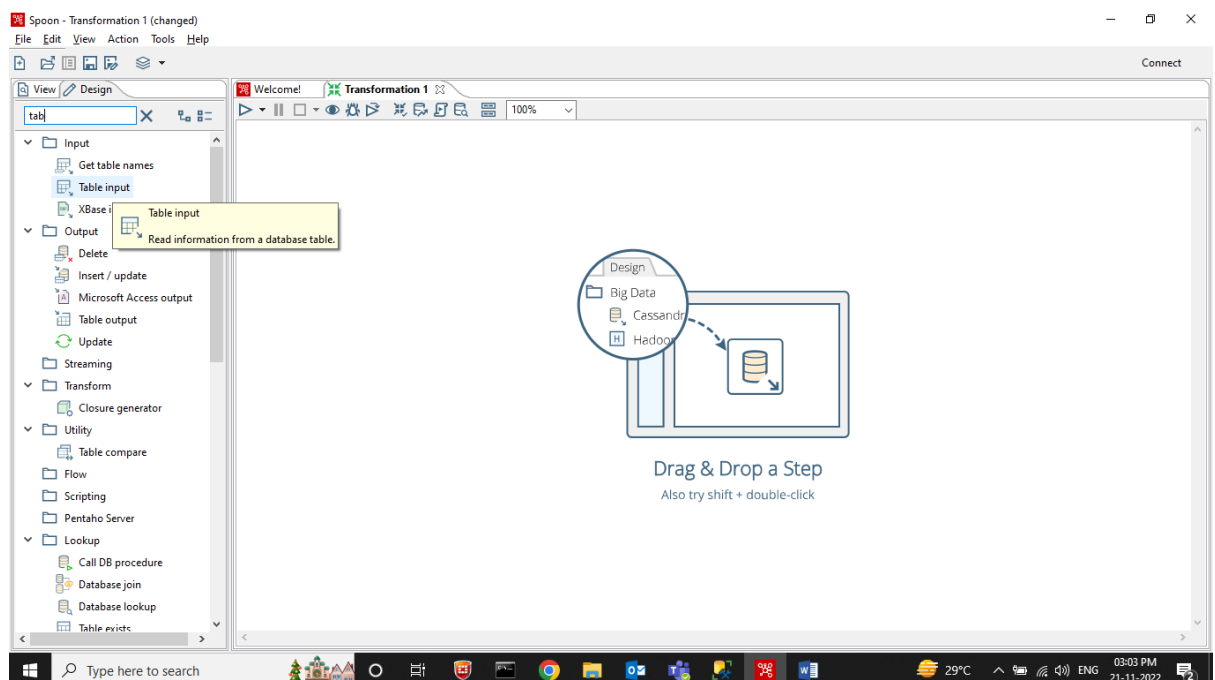 Spoon - Transformation 1 (changed)
File Edit View Action Tools Help
Connect
View Design
Welcome! Transformation 1
tab
100%
Input
Get table names
Table input
XBase i
Table input
Read information from a database table.
Output
Delete
Insert / update
Microsoft Access output
Table output
Update
Streaming
Transform
Closure generator
Utility
Table compare
Flow
Scripting
Pentaho Server
Lookup
Call DB procedure
Database join
Database lookup
Table exists
Design
Big Data
Cassandr
Hadoop
Drag & Drop a Step
Also try shift + double-click
Type here to search
29°C
ENG
03:03 PM
21-11-2022
2